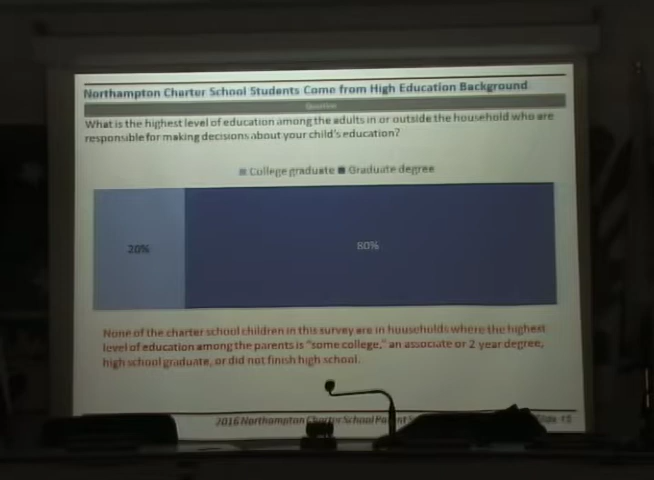 Northampton Charter School Students Come from High Education Background
Question
What is the highest level of education among the adults in or outside the household who are
responsible for making decisions about your child's education?
College graduate Graduate degree
20%
80%
None of the charter school children in this survey are in households where the highest
level of education among the parents is "some college," an associate or 2 year degree,
high school graduate, or did not finish high school.
2016 Northampton Charter School Parent